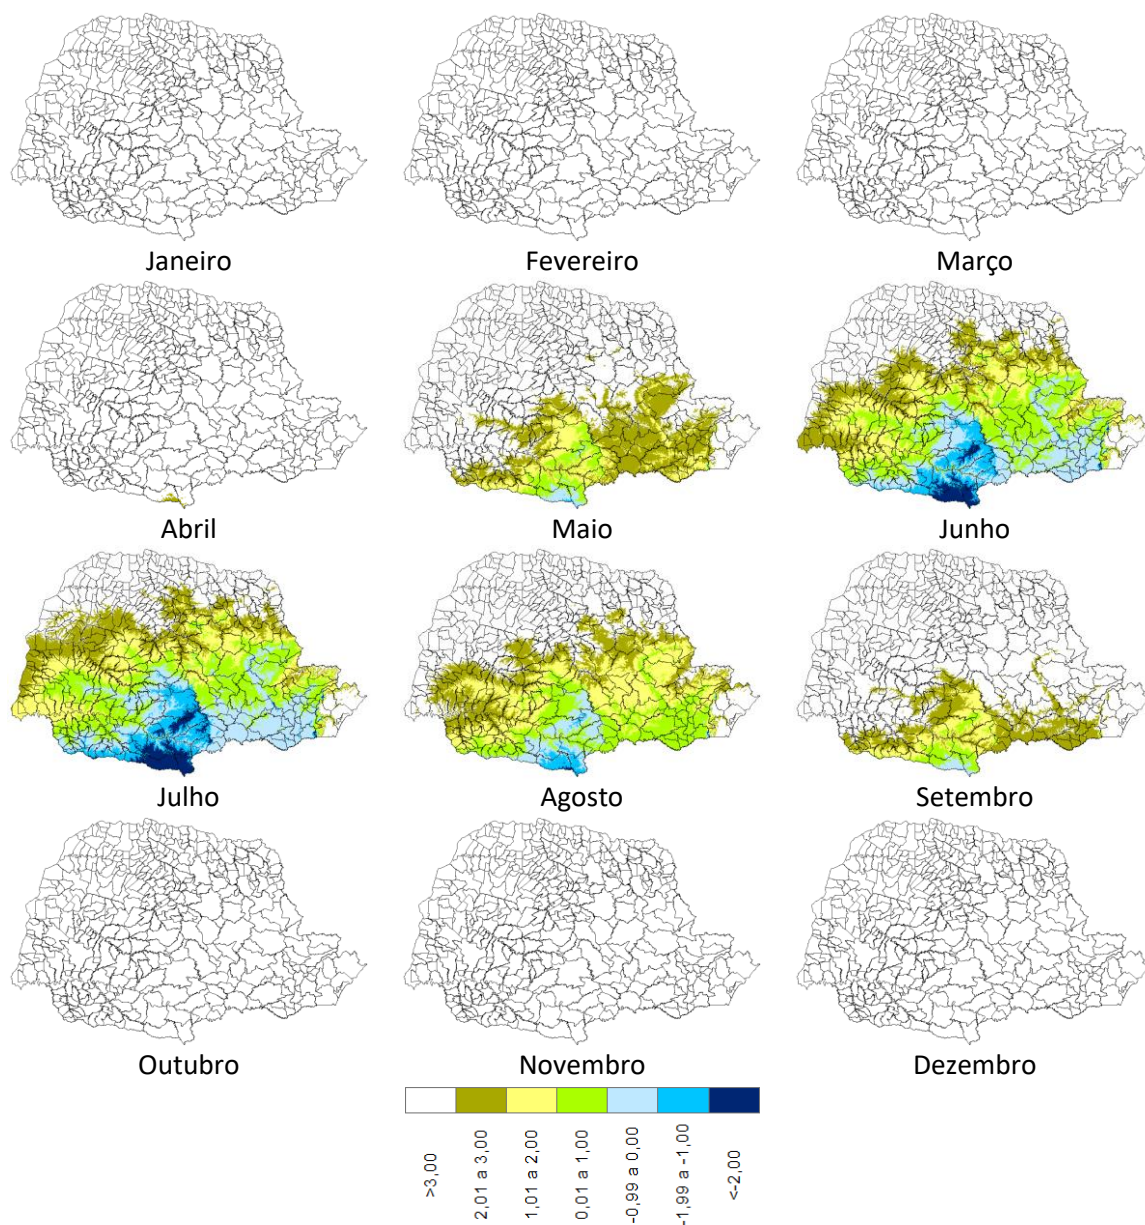 Janeiro
Fevereiro
Março
Abril
Maio
Junho
Julho
Agosto
Setembro
Outubro
Novembro
Dezembro
>3,00
2,01 a 3,00
1,01 a 2,00
0,01 a 1,00
-0,99 a 0,00
-1,99 a -1,00
<-2,00